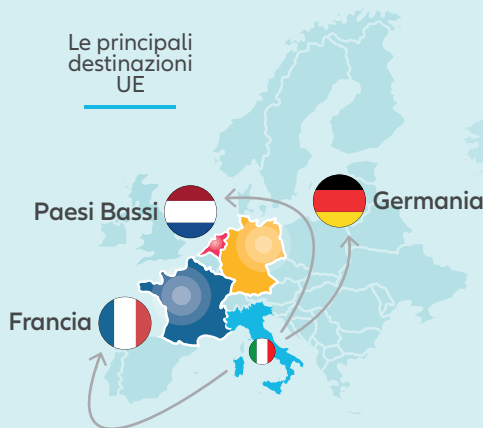 Le principali
destinazioni
UE
Paesi Bassi
Germania
Francia